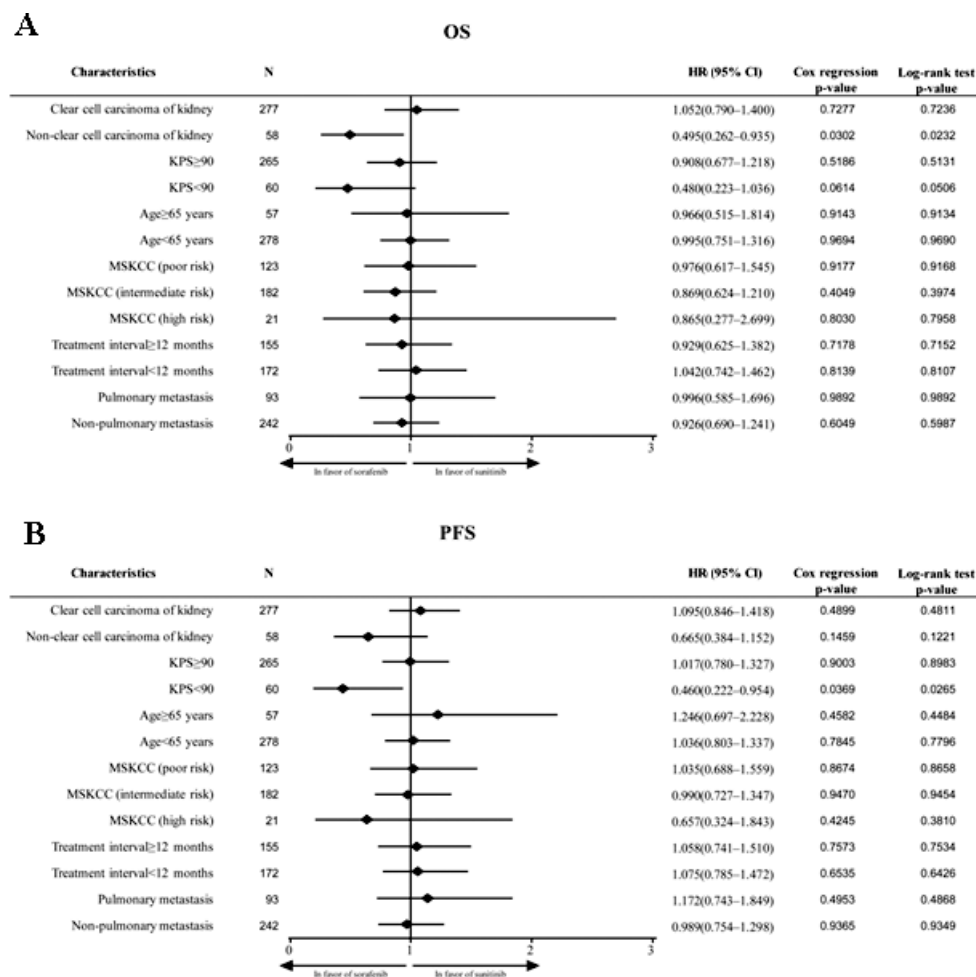 A
OS
Characteristics N HR (95% CI) Cox regression p-value Log-rank test p-value
Clear cell carcinoma of kidney 277 1.052(0.790–1.400) 0.7277 0.7236
Non-clear cell carcinoma of kidney 58 0.495(0.262–0.935) 0.0302 0.0232
KPS≥90 265 0.908(0.677–1.218) 0.5186 0.5131
KPS<90 60 0.480(0.223–1.036) 0.0614 0.0506
Age≥65 years 57 0.966(0.515–1.814) 0.9143 0.9134
Age<65 years 278 0.995(0.751–1.316) 0.9694 0.9690
MSKCC (poor risk) 123 0.976(0.617–1.545) 0.9177 0.9168
MSKCC (intermediate risk) 182 0.869(0.624–1.210) 0.4049 0.3974
MSKCC (high risk) 21 0.865(0.277–2.699) 0.8030 0.7958
Treatment interval≥12 months 155 0.929(0.625–1.382) 0.7178 0.7152
Treatment interval<12 months 172 1.042(0.742–1.462) 0.8139 0.8107
Pulmonary metastasis 93 0.996(0.585–1.696) 0.9892 0.9892
Non-pulmonary metastasis 242 0.926(0.690–1.241) 0.6049 0.5987
0 1 2 3
In favor of sorafenib In favor of sunitinib
B
PFS
Characteristics N HR (95% CI) Cox regression p-value Log-rank test p-value
Clear cell carcinoma of kidney 277 1.095(0.846–1.418) 0.4899 0.4811
Non-clear cell carcinoma of kidney 58 0.665(0.384–1.152) 0.1459 0.1221
KPS≥90 265 1.017(0.780–1.327) 0.9003 0.8983
KPS<90 60 0.460(0.222–0.954) 0.0369 0.0265
Age≥65 years 57 1.246(0.697–2.228) 0.4582 0.4484
Age<65 years 278 1.036(0.803–1.337) 0.7845 0.7796
MSKCC (poor risk) 123 1.035(0.688–1.559) 0.8674 0.8658
MSKCC (intermediate risk) 182 0.990(0.727–1.347) 0.9470 0.9454
MSKCC (high risk) 21 0.657(0.324–1.843) 0.4245 0.3810
Treatment interval≥12 months 155 1.058(0.741–1.510) 0.7573 0.7534
Treatment interval<12 months 172 1.075(0.785–1.472) 0.6535 0.6426
Pulmonary metastasis 93 1.172(0.743–1.849) 0.4953 0.4868
Non-pulmonary metastasis 242 0.989(0.754–1.298) 0.9365 0.9349
0 1 2 3
In favor of sorafenib In favor of sunitinib